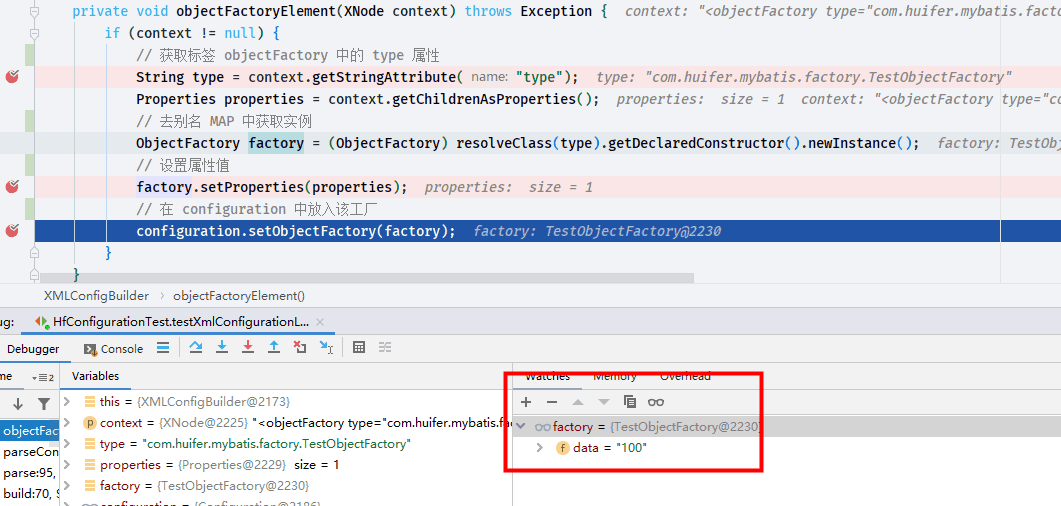 private void objectFactoryElement(XNode context) throws Exception { context: "<objectFactory type="com.huifer.mybatis.facto
if (context != null) {
// 获取标签 objectFactory 中的 type 属性
String type = context.getStringAttribute( name: "type"); type: "com.huifer.mybatis.factory.TestObjectFactory"
Properties properties = context.getChildrenAsProperties(); properties: size = 1 context: "<objectFactory type="co
// 去别名 MAP 中获取实例
ObjectFactory factory = (ObjectFactory) resolveClass(type).getDeclaredConstructor().newInstance(); factory: TestOb
// 设置属性值
factory.setProperties(properties); properties: size = 1
// 在 configuration 中放入该工厂
configuration.setObjectFactory(factory); factory: TestObjectFactory@2230
}
}
XMLConfigBuilder > objectFactoryElement()
ug: HfConfigurationTest.testXmlConfigurationL... ×
Debugger Console
me 2 Variables Watches Memory Overhead
this = {XMLConfigBuilder@2173}
objectFac context = {XNode@2225} "<objectFactory type="com.huifer.mybatis.fac factory = {TestObjectFactory@2230}
parseCon type = "com.huifer.mybatis.factory.TestObjectFactory" data = "100"
parse:95, properties = {Properties@2229} size = 1
build:70, S factory = {TestObjectFactory@2230}
configuration = {Configuration@2186}